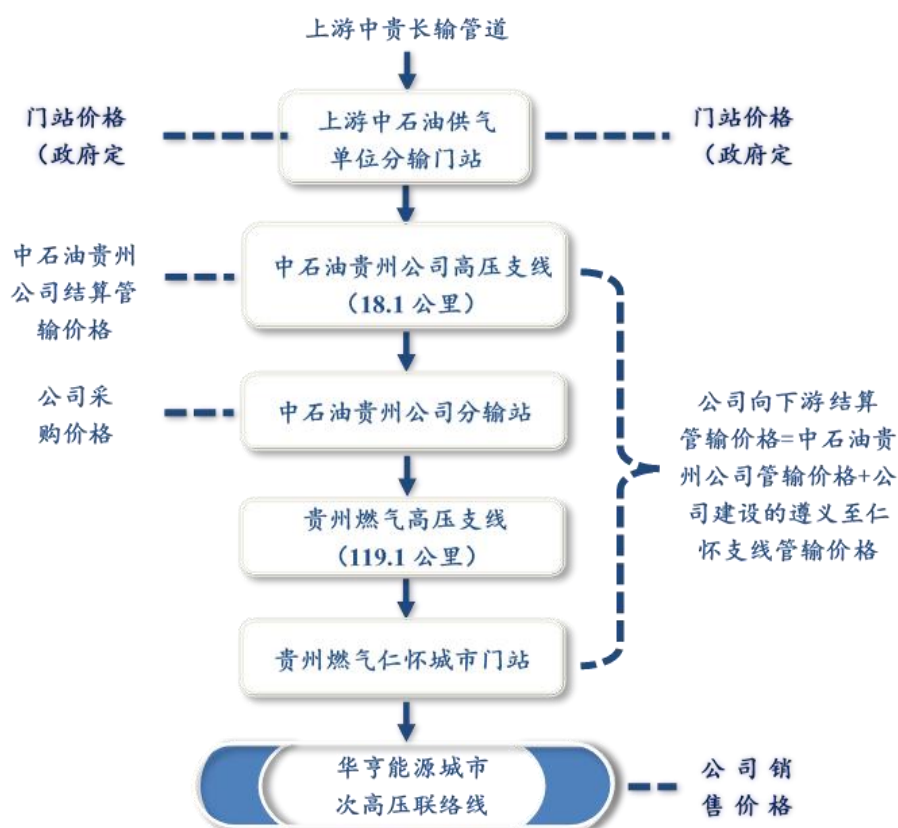 上游中贵长输管道
门站价格
（政府定
上游中石油供气
单位分输门站
门站价格
（政府定
中石油贵州
公司结算管
输价格
中石油贵州公司高压支线
（18.1 公里）
公司采
购价格
中石油贵州公司分输站
公司向下游结算
管输价格=中石油贵
州公司管输价格+公
司建设的遵义至仁
怀支线管输价格
贵州燃气高压支线
（119.1 公里）
贵州燃气仁怀城市门站
华亨能源城市
次高压联络线
公 司 销
售 价 格